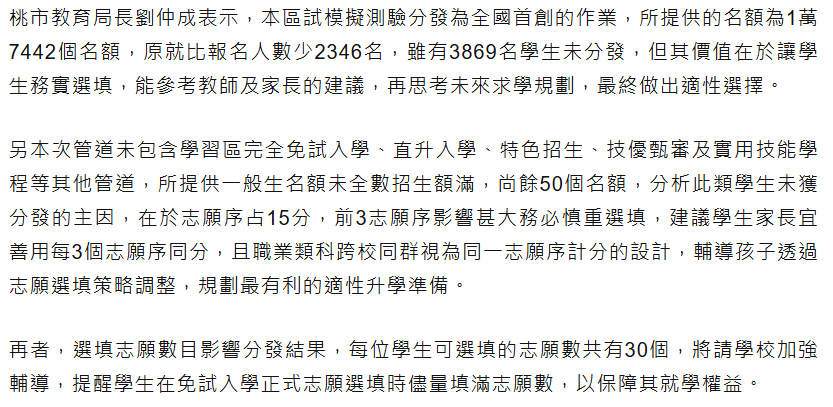 桃市教育局長劉仲成表示，本區試模擬測驗分發為全國首創的作業，所提供的名額為1萬
7442個名額，原就比報名人數少2346名，雖有3869名學生未分發，但其價值在於讓學
生務實選填，能參考教師及家長的建議，再思考未來求學規劃，最終做出適性選擇。
另本次管道未包含學習區完全免試入學、直升入學、特色招生、技優甄審及實用技能學
程等其他管道，所提供一般生名額未全數招生額滿，尚餘50個名額，分析此類學生未獲
分發的主因，在於志願序占15分，前3志願序影響甚大務必慎重選填，建議學生家長宜
善用每3個志願序同分，且職業類科跨校同群視為同一志願序計分的設計，輔導孩子透過
志願選填策略調整，規劃最有利的適性升學準備。
再者，選填志願數目影響分發結果，每位學生可選填的志願數共有30個，將請學校加強
輔導，提醒學生在免試入學正式志願選填時儘量填滿志願數，以保障其就學權益。